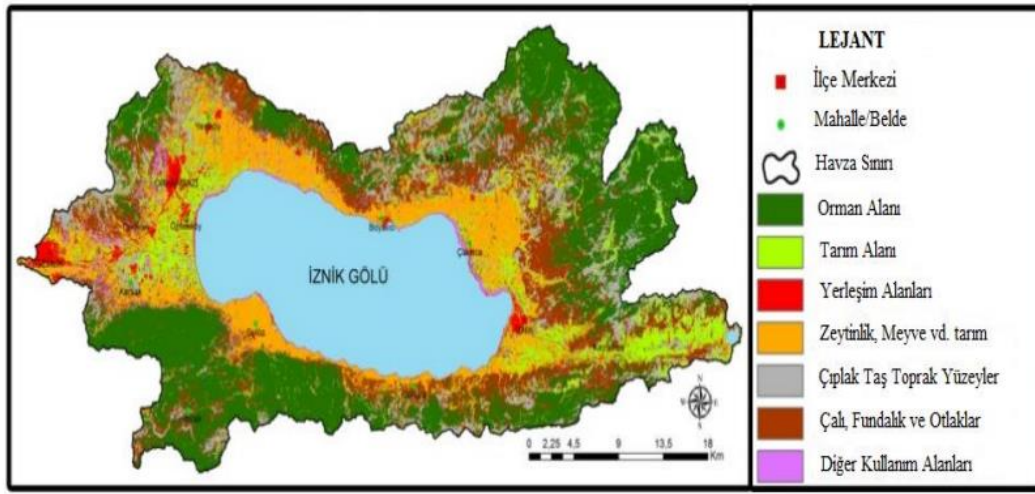 İZNİK GÖLÜ
Boyalıca
Çakırca
N
W
E
S
0 2,25 4,5 9 13,5 18
Km
LEJANT
İlçe Merkezi
Mahalle/Belde
Havza Sınırı
Orman Alanı
Tarım Alanı
Yerleşim Alanları
Zeytinlik, Meyve vd. tarım
Çıplak Taş Toprak Yüzeyler
Çalı, Fundalık ve Otlaklar
Diğer Kullanım Alanları